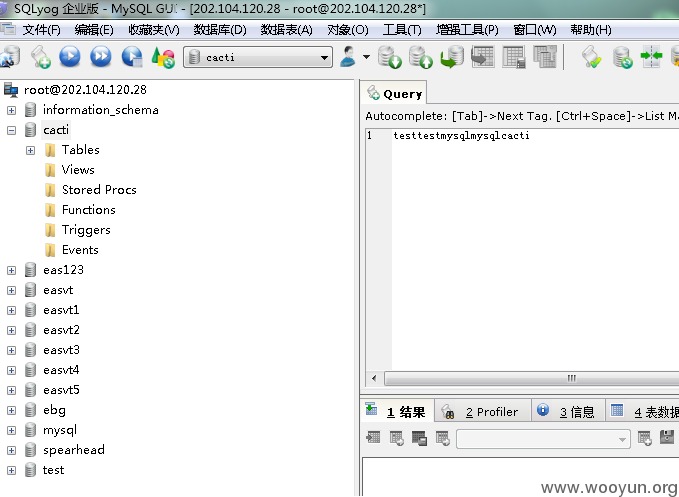 SQLyog 企业版 - MySQL GUI - [202.104.120.28 - root@202.104.120.28*]
文件(F) 编辑(E) 收藏夹(V) 数据库(D) 数据表(A) 对象(O) 工具(T) 增强工具(P) 窗口(W) 帮助(H)
cacti
root@202.104.120.28
information_schema
cacti
Tables
Views
Stored Procs
Functions
Triggers
Events
eas123
easvt
easvt1
easvt2
easvt3
easvt4
easvt5
ebg
mysql
spearhead
test
Query
Autocomplete: [Tab]->Next Tag. [Ctrl+Space]->List Ma
1 testtestmysqlmysqlcacti
1 结果 2 Profiler 3 信息 4 表数据
www.wooyun.org